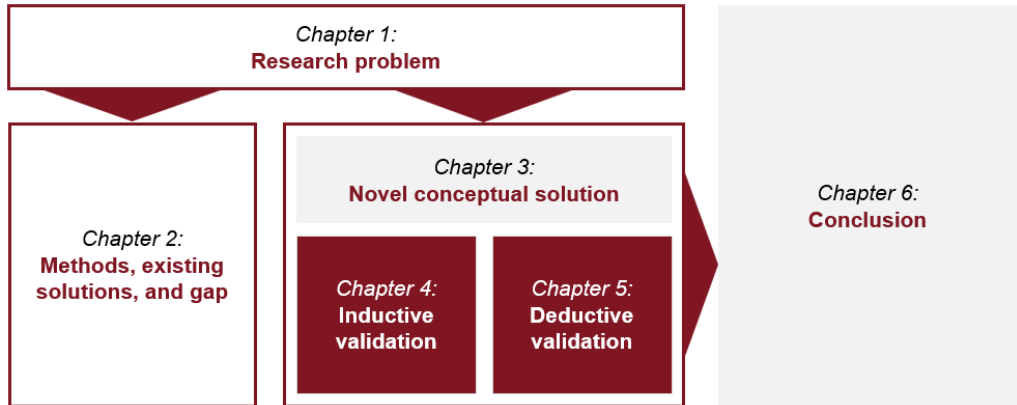 Chapter 1:
Research problem
Chapter 2:
Methods, existing
solutions, and gap
Chapter 3:
Novel conceptual solution
Chapter 4:
Inductive
validation
Chapter 5:
Deductive
validation
Chapter 6:
Conclusion